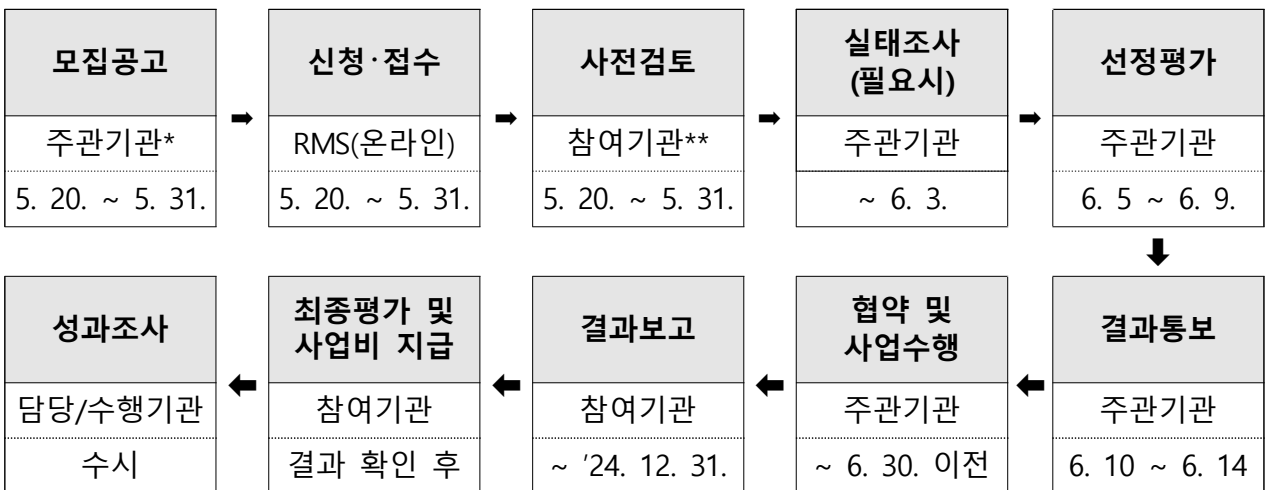 모집공고
주관기관*
5. 20. ~ 5. 31.
신청·접수
RMS(온라인)
5. 20. ~ 5. 31.
사전검토
참여기관**
5. 20. ~ 5. 31.
실태조사
(필요시)
주관기관
~ 6. 3.
선정평가
주관기관
6. 5 ~ 6. 9.
결과통보
주관기관
6. 10 ~ 6. 14
협약 및
사업수행
주관기관
~ 6. 30. 이전
결과보고
참여기관
~ '24. 12. 31.
최종평가 및
사업비 지급
참여기관
결과 확인 후
성과조사
담당/수행기관
수시